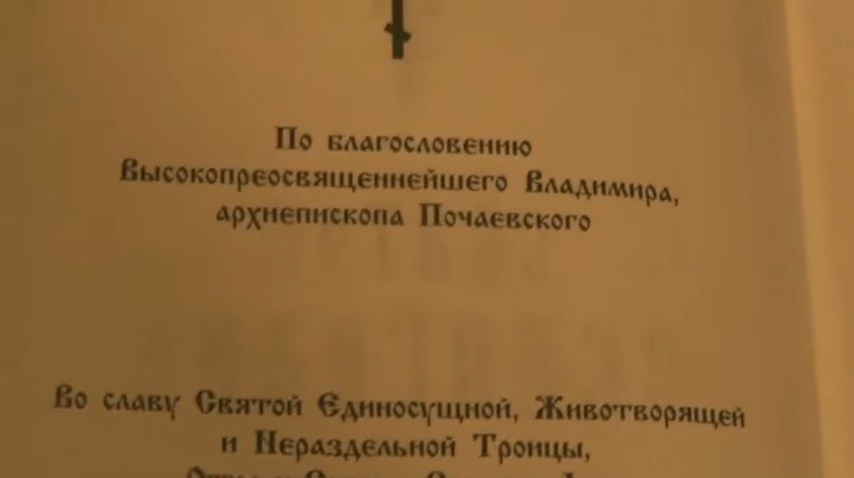 По благословению
Высокопреосвященнейшего Владимира,
архиепископа Почаевского
Во славу Святой Единосущной, Животворящей
и Нераздельной Троицы,